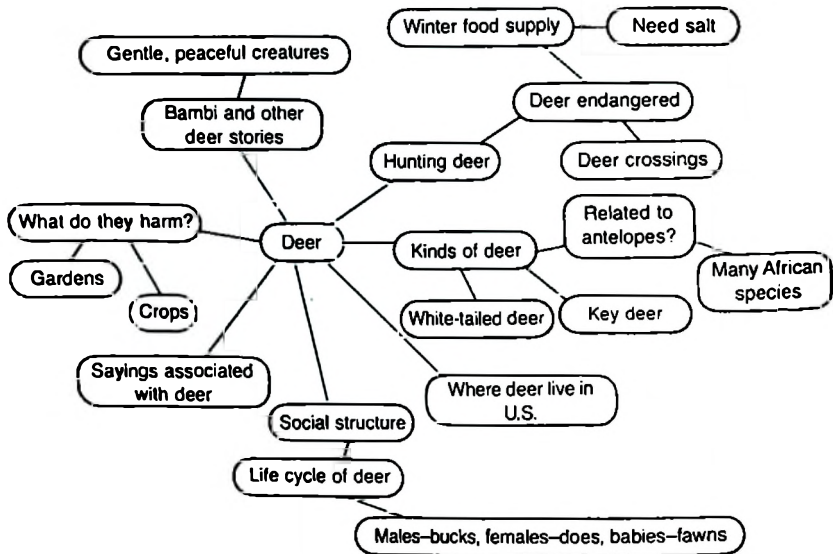 Winter food supply
Need salt
Gentle, peaceful creatures
Deer endangered
Bambi and other
deer stories
Hunting deer
Deer crossings
What do they harm?
Related to
antelopes?
Deer
Kinds of deer
Many African
species
Gardens
Crops
White-tailed deer
Key deer
Sayings associated
with deer
Where deer live in
U.S.
Social structure
Life cycle of deer
Males–bucks, females–does, babies–fawns